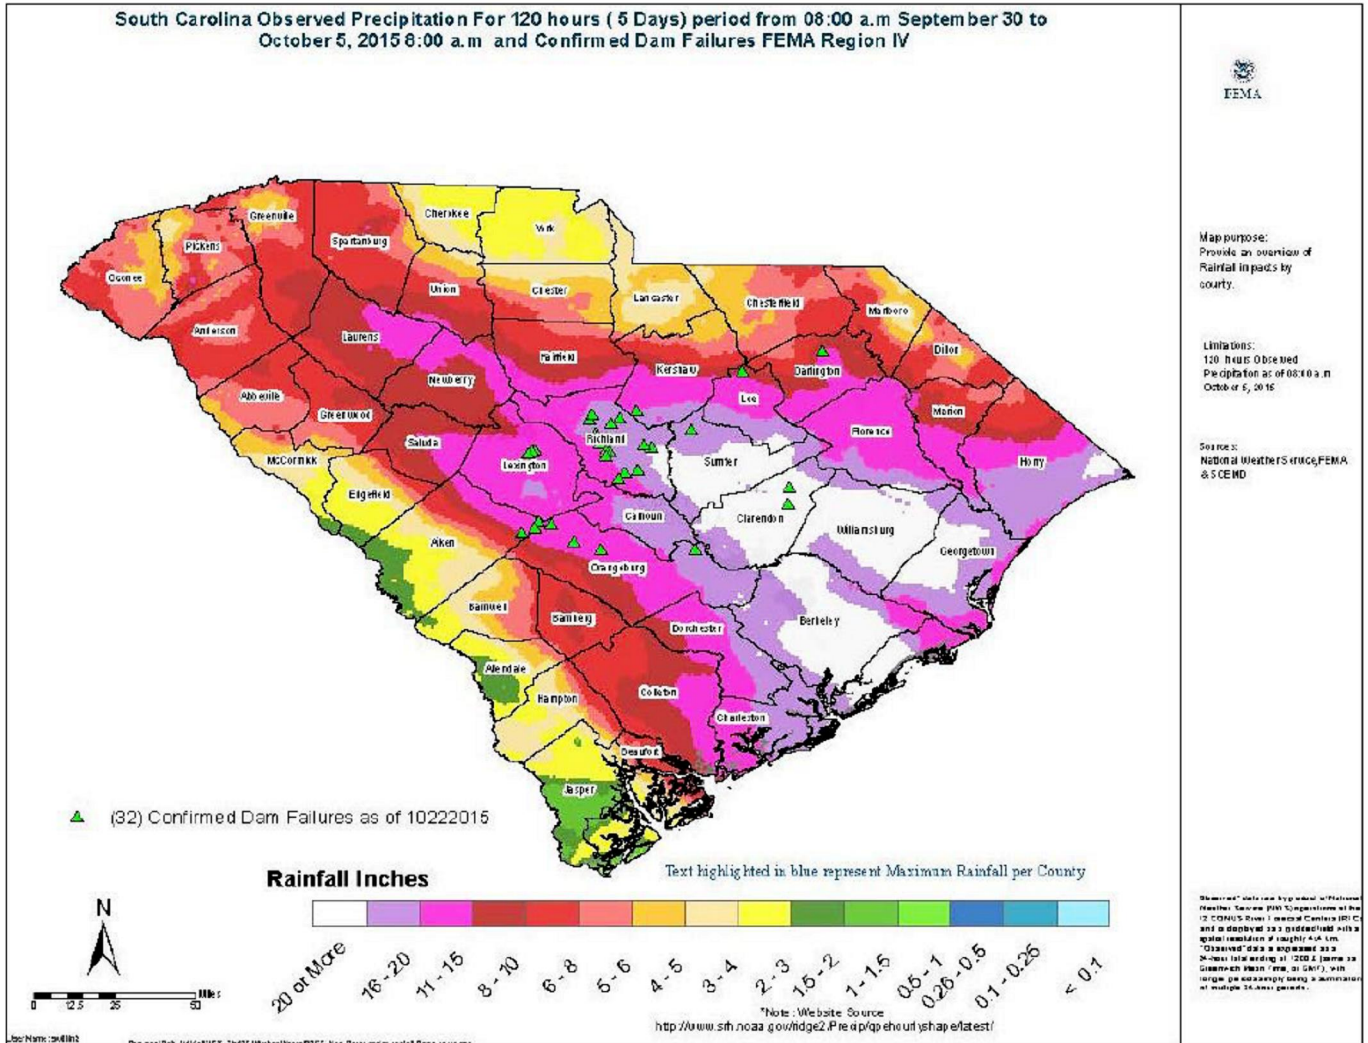 South Carolina Observed Precipitation For 120 hours ( 5 Days) period from 08:00 a.m September 30 to
October 5, 2015 8:00 a.m and Confirmed Dam Failures FEMA Region IV
FEMA
Map purpose:
Provide an overview of
Rainfall impacts by
county.
Limitations:
120 hours Observed
Precipitation as of 08:00 a.m
October 5, 2015
Sources:
National Weather Service,FEMA
& SCEMD
Cherokee
York
Greenville
Spartanburg
Pickens
Oconee
Union
Chester
Lancaster
Chesterfield
Marlboro
Anderson
Laurens
Fairfield
Kershaw
Darlington
Dillon
Newberry
Abbeville
Greenwood
Lee
Marion
Saluda
Richland
Florence
McCormick
Lexington
Sumter
Horry
Edgefield
Calhoun
Clarendon
Williamsburg
Aiken
Georgetown
Orangeburg
Barnwell
Bamberg
Dorchester
Berkeley
Allendale
Hampton
Colleton
Charleston
Beaufort
Jasper
(32) Confirmed Dam Failures as of 10222015
Text highlighted in blue represent Maximum Rainfall per County
Rainfall Inches
20 or More
16 - 20
11 - 15
8 - 10
6 - 8
5 - 6
4 - 5
3 - 4
2 - 3
1.5 - 2
1 - 1.5
0.5 - 1
0.26 - 0.5
0.1 - 0.25
< 0.1
N
0 12.5 25 50 Miles
*Note: Website Source
http://www.srh.noaa.gov/ridge2/Precip/qpehourlyshape/latest/